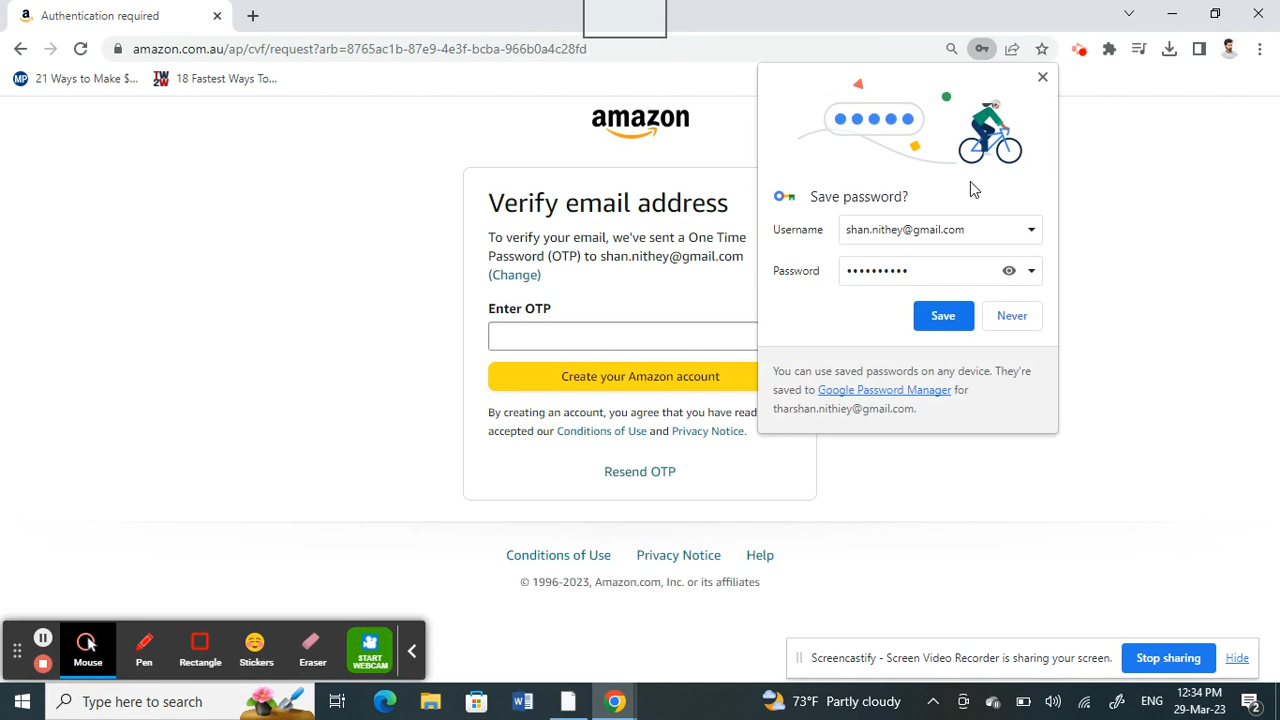 Authentication required
amazon.com.au/ap/cvf/request?arb=8765ac1b-87e9-4e3f-bcba-966b0a4c28fd
MP 21 Ways to Make $...
TW 2W 18 Fastest Ways To...
amazon
Verify email address
To verify your email, we've sent a One Time
Password (OTP) to shan.nithey@gmail.com
(Change)
Enter OTP
Create your Amazon account
By creating an account, you agree that you have read
accepted our Conditions of Use and Privacy Notice.
Resend OTP
Save password?
Username shan.nithey@gmail.com
Password ••••••••••
Save Never
You can use saved passwords on any device. They're
saved to Google Password Manager for
tharshan.nithiey@gmail.com.
Conditions of Use Privacy Notice Help
© 1996-2023, Amazon.com, Inc. or its affiliates
Mouse Pen Rectangle Stickers Eraser START WEBCAM
Screencastify - Screen Video Recorder is sharing your screen. Stop sharing Hide
Type here to search
73°F Partly cloudy
ENG
12:34 PM
29-Mar-23
2